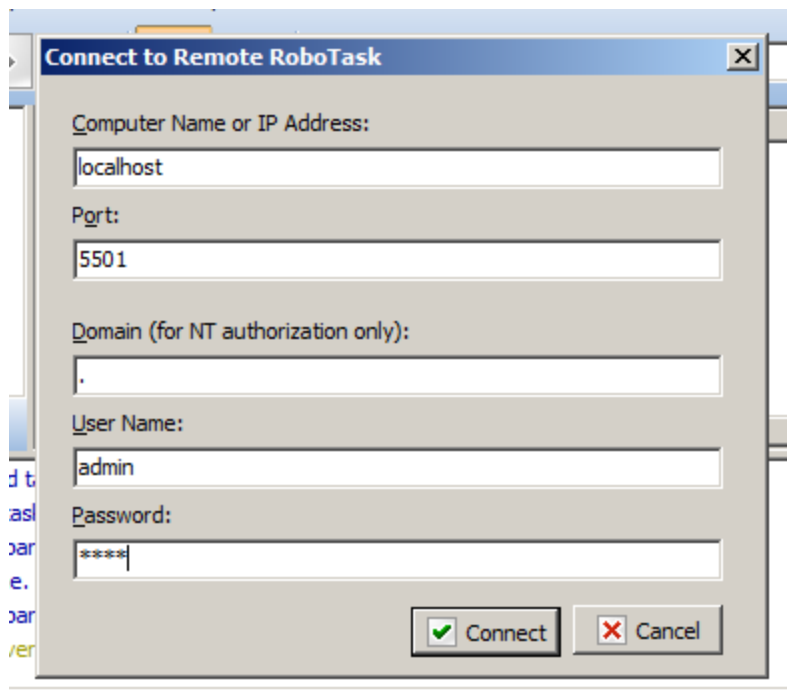 Connect to Remote RoboTask
Computer Name or IP Address:
localhost
Port:
5501
Domain (for NT authorization only):
.
User Name:
admin
Password:
****
Connect
Cancel